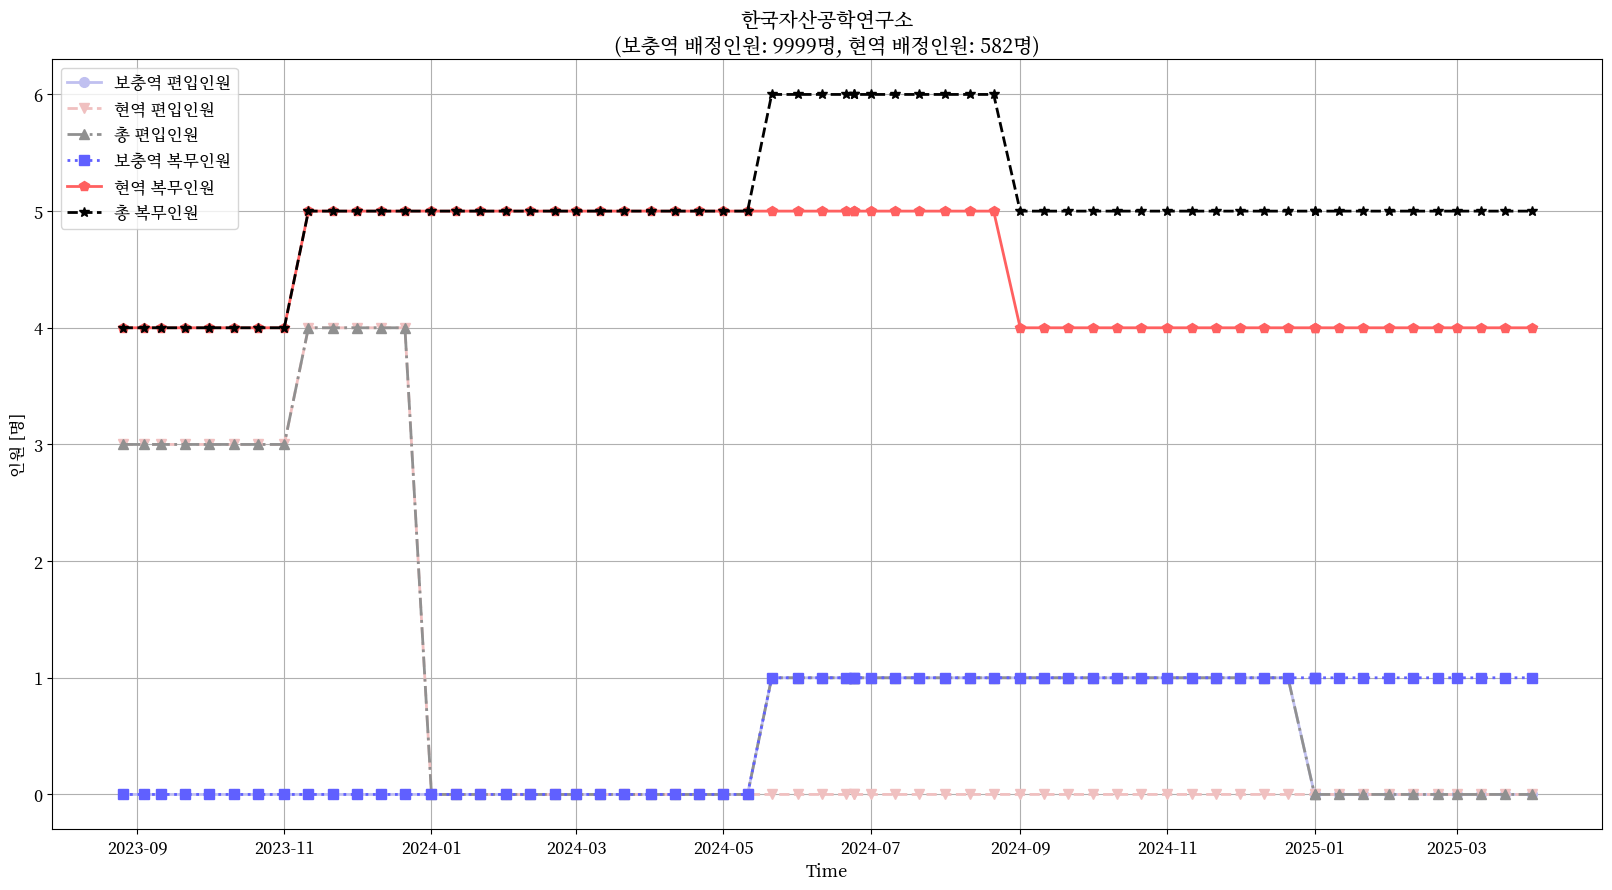 한국자산공학연구소
(보충역 배정인원: 9999명, 현역 배정인원: 582명)
보충역 편입인원
현역 편입인원
총 편입인원
보충역 복무인원
현역 복무인원
총 복무인원
인원 [명]
6
5
4
3
2
1
0
2023-09 2023-11 2024-01 2024-03 2024-05 2024-07 2024-09 2024-11 2025-01 2025-03
Time